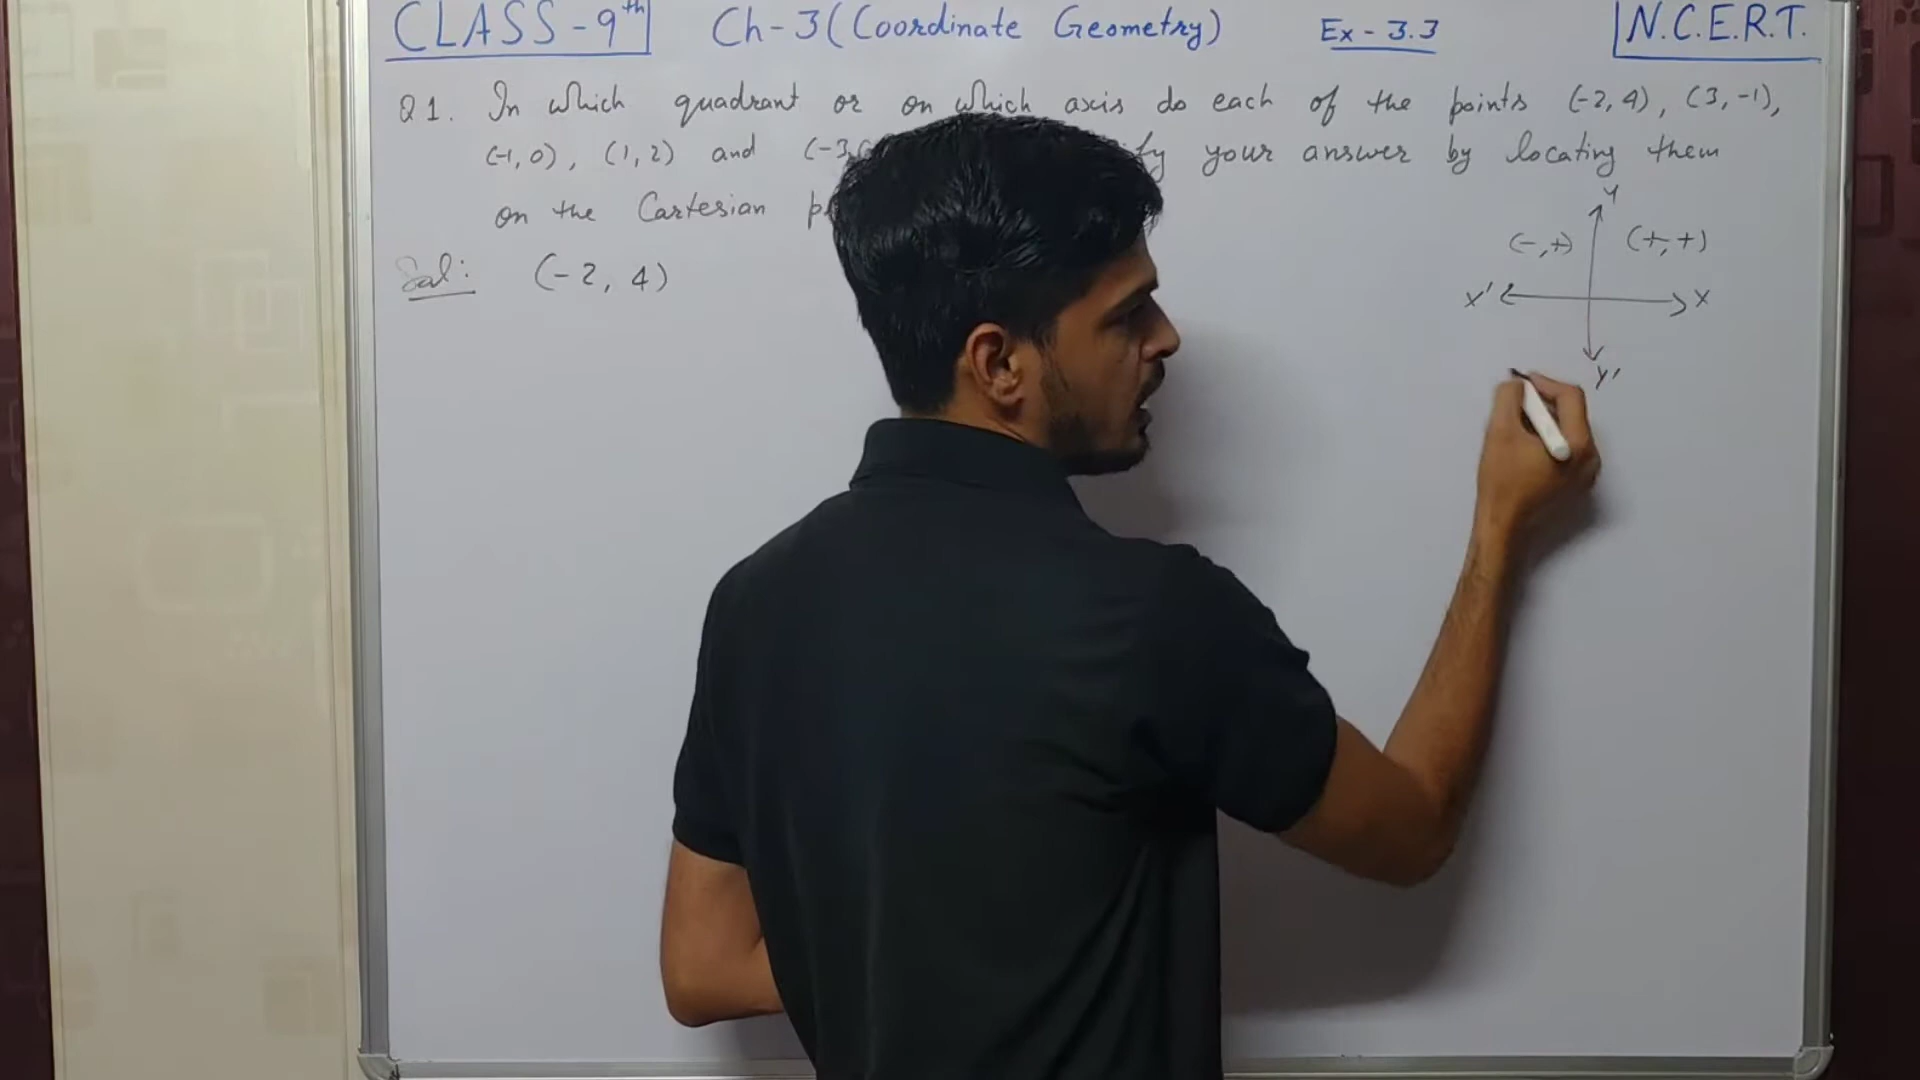 CLASS-9th Ch-3 (Coordinate Geometry) Ex-3.3 N.C.E.R.T.
Q1. In which quadrant or on which axis do each of the points (-2, 4), (3, -1),
(-1, 0), (1, 2) and (-3, your answer by locating them
on the Cartesian
Sol: (-2, 4)
Y
(-,+) (+,+)
X' X
Y'